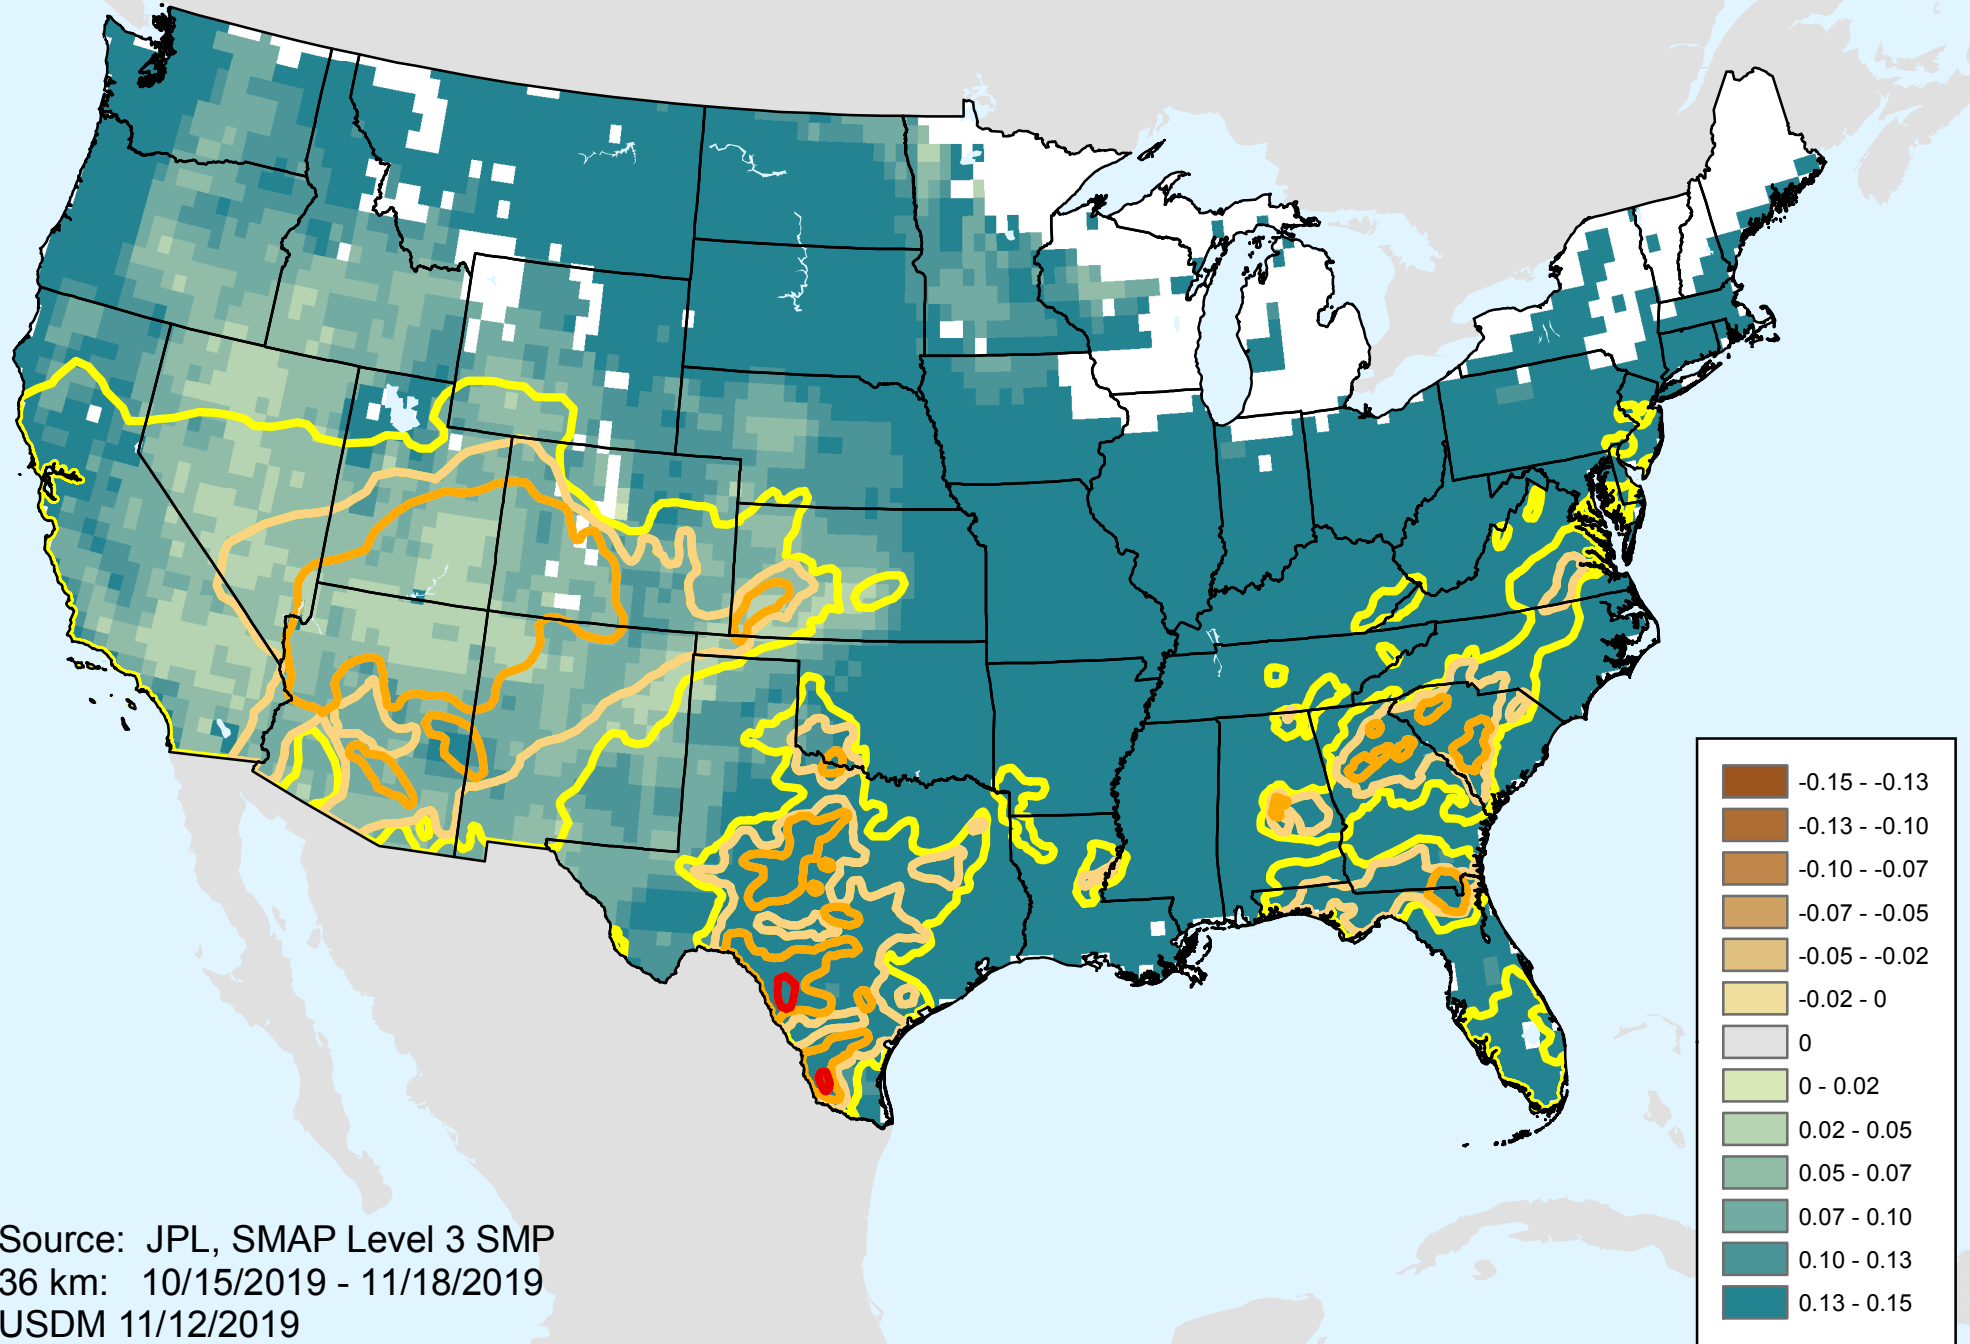 -0.15 - -0.13
-0.13 - -0.10
-0.10 - -0.07
-0.07 - -0.05
-0.05 - -0.02
-0.02 - 0
0
0 - 0.02
0.02 - 0.05
0.05 - 0.07
0.07 - 0.10
0.10 - 0.13
0.13 - 0.15
Source: JPL, SMAP Level 3 SMP
36 km: 10/15/2019 - 11/18/2019
USDM 11/12/2019